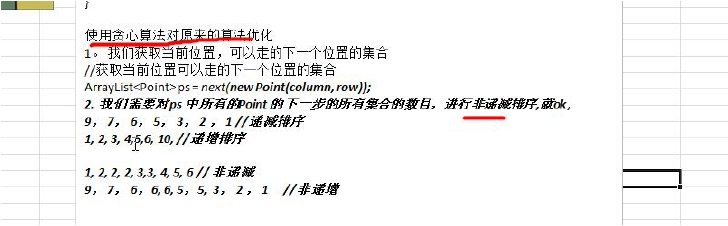 }
使用贪心算法对原来的算法优化
1。 我们获取当前位置，可以走的下一个位置的集合
//获取当前位置可以走的下一个位置的集合
ArrayList<Point> ps = next(new Point(column, row));
2. 我们需要对ps 中所有的Point 的下一步的所有集合的数目，进行非递减排序,就ok,
9， 7， 6， 5， 3， 2 ， 1 // 递减排序
1, 2, 3, 4,5,6, 10, // 递增排序
1, 2, 2, 2, 3,3, 4, 5, 6 // 非递减
9， 7， 6， 6, 6, 5， 5, 3， 2 ， 1 // 非递增